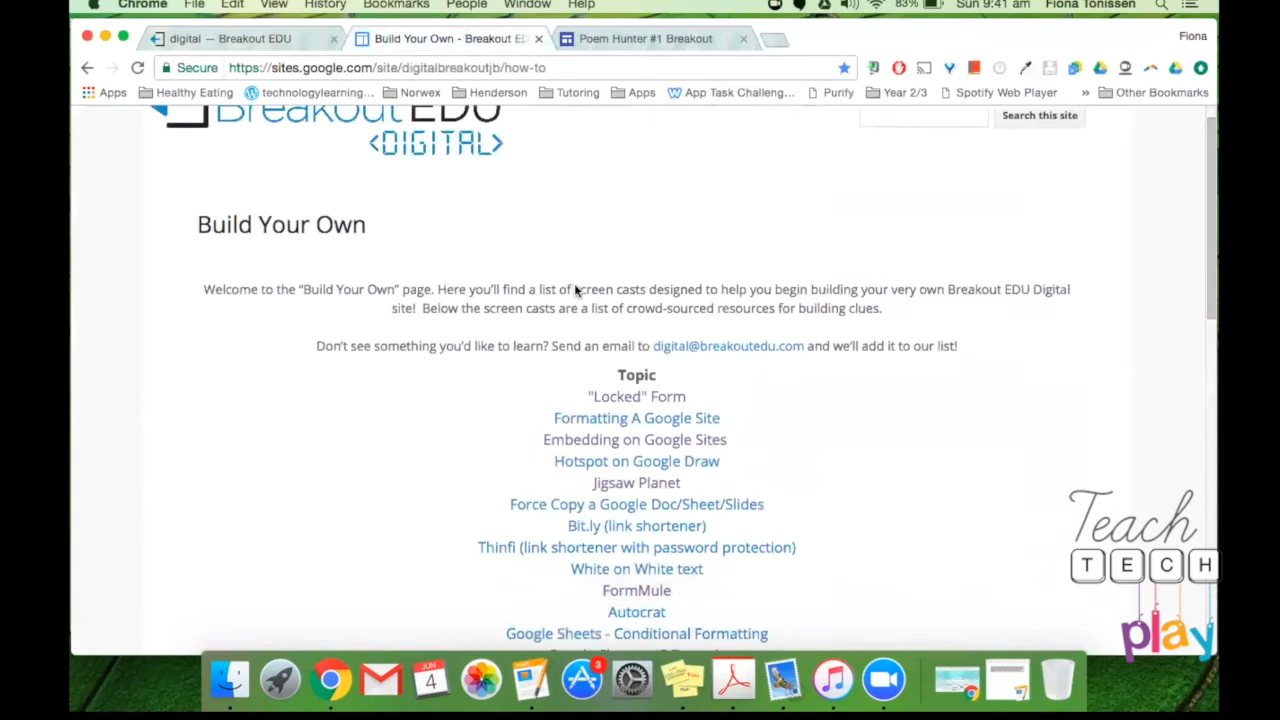 Chrome File Edit View History Bookmarks People Window Help 83% Sun 9:41 am Fiona Tonissen
digital — Breakout EDU Build Your Own - Breakout ED Poem Hunter #1 Breakout Fiona
Secure https://sites.google.com/site/digitalbreakoutjb/how-to
Apps Healthy Eating technologylearning... Norwex Henderson Tutoring Apps App Task Challeng... Purify Year 2/3 Spotify Web Player » Other Bookmarks
Breakout EDU Search this site
<DIGITAL>
Build Your Own
Welcome to the “Build Your Own” page. Here you’ll find a list of screen casts designed to help you begin building your very own Breakout EDU Digital
site! Below the screen casts are a list of crowd-sourced resources for building clues.
Don’t see something you’d like to learn? Send an email to digital@breakoutedu.com and we’ll add it to our list!
Topic
"Locked" Form
Formatting A Google Site
Embedding on Google Sites
Hotspot on Google Draw
Jigsaw Planet
Force Copy a Google Doc/Sheet/Slides
Bit.ly (link shortener)
Thinfi (link shortener with password protection)
White on White text
FormMule
Autocrat
Google Sheets - Conditional Formatting
Teach
TECH
play
JUN
4
3